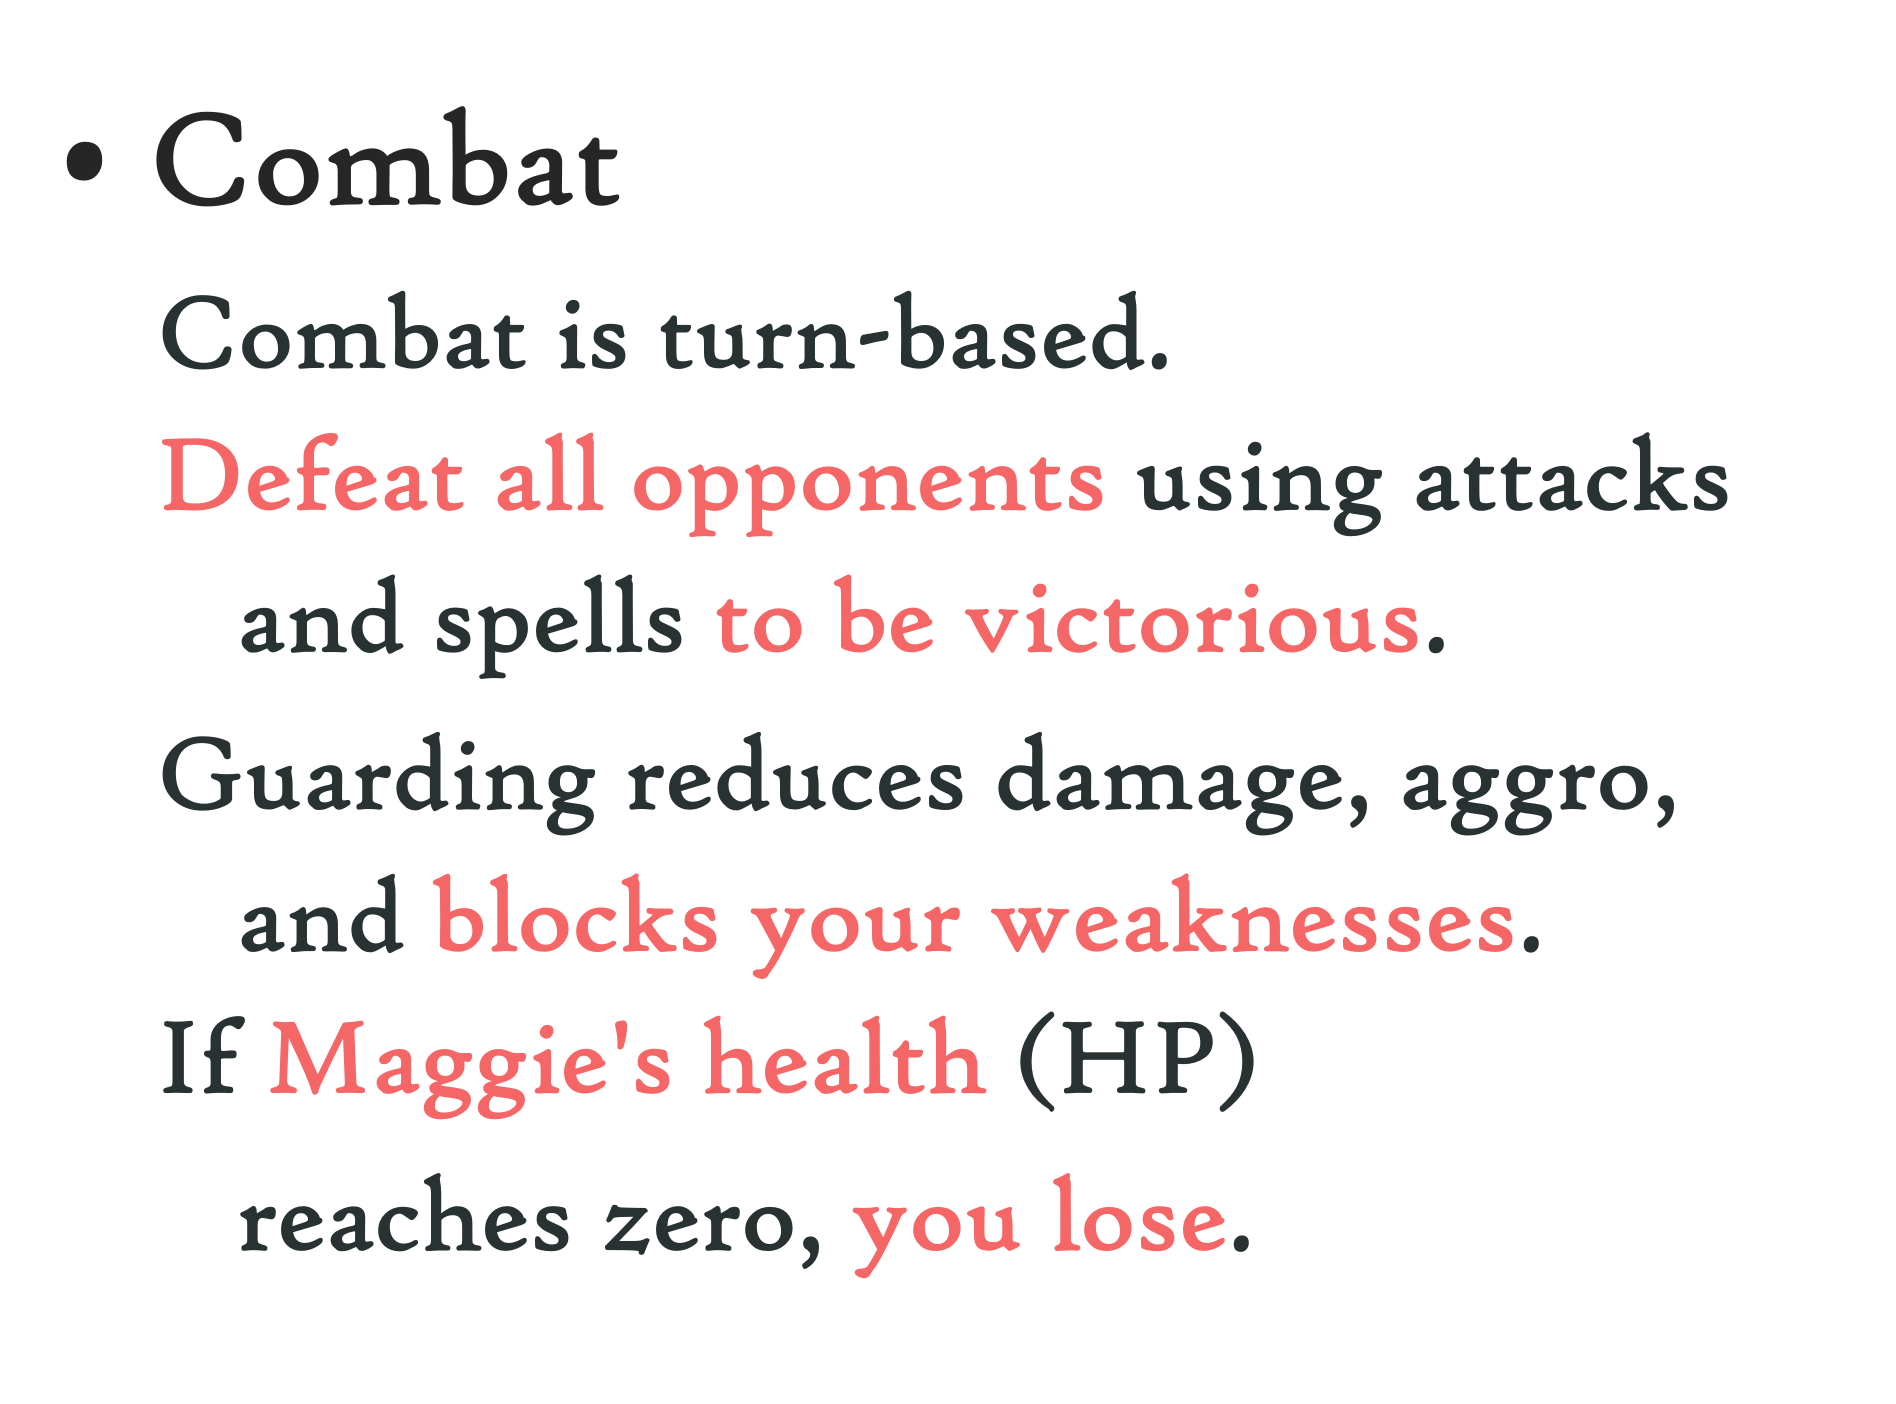 • Combat
Combat is turn-based.
Defeat all opponents using attacks
and spells to be victorious.
Guarding reduces damage, aggro,
and blocks your weaknesses.
If Maggie's health (HP)
reaches zero, you lose.